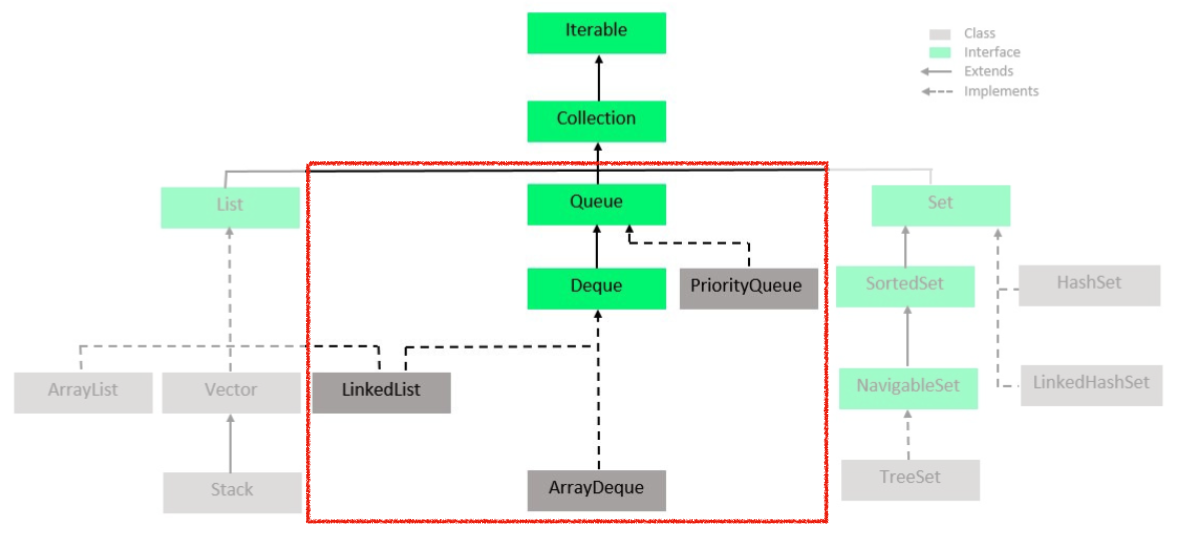 Iterable
Class
Interface
Extends
Implements
Collection
List
Queue
Set
Deque
PriorityQueue
SortedSet
HashSet
ArrayList
Vector
LinkedList
NavigableSet
LinkedHashSet
Stack
ArrayDeque
TreeSet